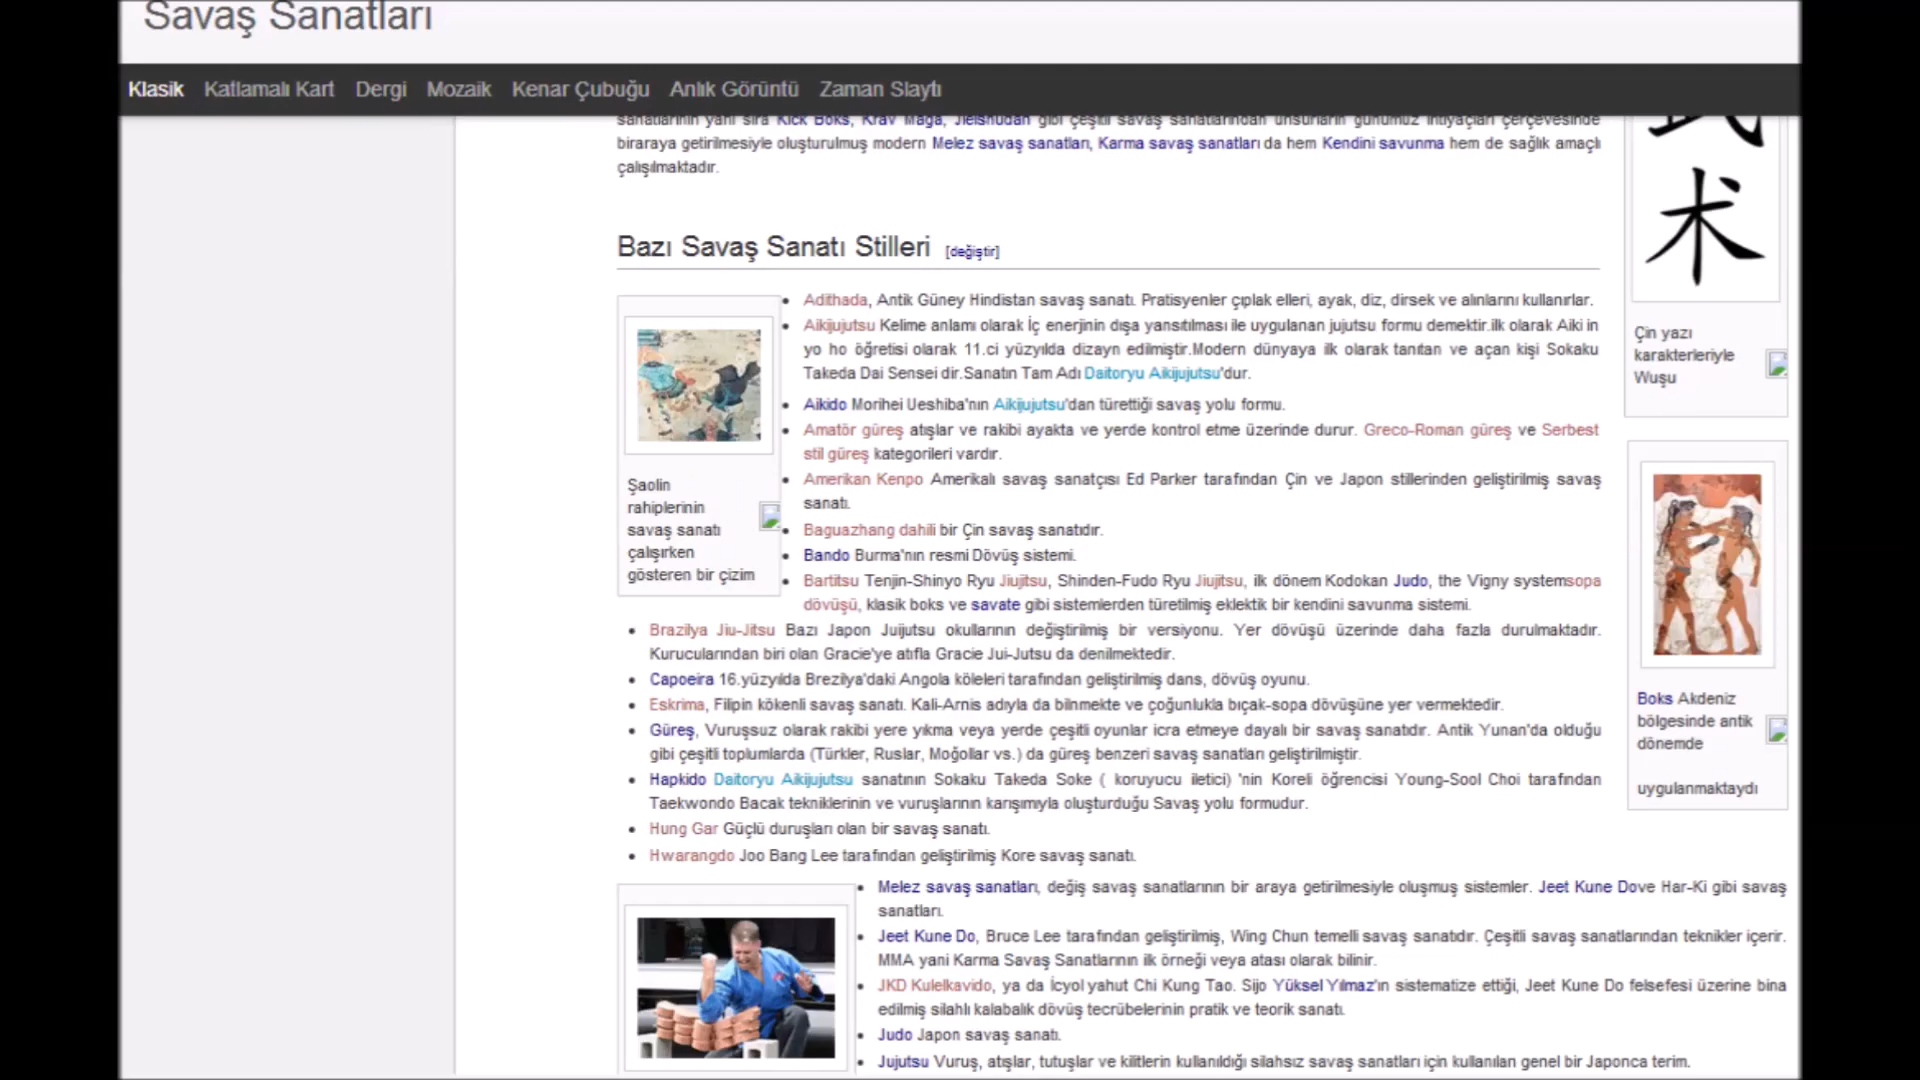 Savaş Sanatları
Klasik Katlamalı Kart Dergi Mozaik Kenar Çubuğu Anlık Görüntü Zaman Slaytı
sanatlarının yanı sıra Kick Boks, Krav Maga, Jieishudan gibi çeşitli savaş sanatlarından unsurların günümüz ihtiyaçları çerçevesinde
biraraya getirilmesiyle oluşturulmuş modern Melez savaş sanatları, Karma savaş sanatları da hem Kendini savunma hem de sağlık amaçlı
çalışılmaktadır.
Bazı Savaş Sanatı Stilleri [değiştir]
Şaolin
rahiplerinin
savaş sanatı
çalışırken
gösteren bir çizim
Adithada, Antik Güney Hindistan savaş sanatı. Pratisyenler çıplak elleri, ayak, diz, dirsek ve alınlarını kullanırlar.
Aikijujutsu Kelime anlamı olarak İç enerjinin dışa yansıtılması ile uygulanan jujutsu formu demektir.ilk olarak Aiki in
yo ho öğretisi olarak 11.ci yüzyılda dizayn edilmiştir.Modern dünyaya ilk olarak tanıtan ve açan kişi Sokaku
Takeda Dai Sensei dir.Sanatın Tam Adı Daitoryu Aikijujutsu'dur.
Aikido Morihei Ueshiba'nın Aikijujutsu'dan türettiği savaş yolu formu.
Amatör güreş atışlar ve rakibi ayakta ve yerde kontrol etme üzerinde durur. Greco-Roman güreş ve Serbest
stil güreş kategorileri vardır.
Amerikan Kenpo Amerikalı savaş sanatçısı Ed Parker tarafından Çin ve Japon stillerinden geliştirilmiş savaş
sanatı.
Baguazhang dahili bir Çin savaş sanatıdır.
Bando Burma'nın resmi Dövüş sistemi.
Bartitsu Tenjin-Shinyo Ryu Jiujitsu, Shinden-Fudo Ryu Jiujitsu, ilk dönem Kodokan Judo, the Vigny systemsopa
dövüşü, klasik boks ve savate gibi sistemlerden türetilmiş eklektik bir kendini savunma sistemi.
Brazilya Jiu-Jitsu Bazı Japon Juijutsu okullarının değiştirilmiş bir versiyonu. Yer dövüşü üzerinde daha fazla durulmaktadır.
Kurucularından biri olan Gracie'ye atıfla Gracie Jui-Jutsu da denilmektedir.
Capoeira 16.yüzyılda Brezilya'daki Angola köleleri tarafından geliştirilmiş dans, dövüş oyunu.
Eskrima, Filipin kökenli savaş sanatı. Kali-Arnis adıyla da bilnmekte ve çoğunlukla bıçak-sopa dövüşüne yer vermektedir.
Güreş, Vuruşsuz olarak rakibi yere yıkma veya yerde çeşitli oyunlar icra etmeye dayalı bir savaş sanatıdır. Antik Yunan'da olduğu
gibi çeşitli toplumlarda (Türkler, Ruslar, Moğollar vs.) da güreş benzeri savaş sanatları geliştirilmiştir.
Hapkido Daitoryu Aikijujutsu sanatının Sokaku Takeda Soke ( koruyucu iletici) 'nin Koreli öğrencisi Young-Sool Choi tarafından
Taekwondo Bacak tekniklerinin ve vuruşlarının karışımıyla oluşturduğu Savaş yolu formudur.
Hung Gar Güçlü duruşları olan bir savaş sanatı.
Hwarangdo Joo Bang Lee tarafından geliştirilmiş Kore savaş sanatı.
Melez savaş sanatları, değiş savaş sanatlarının bir araya getirilmesiyle oluşmuş sistemler. Jeet Kune Dove Har-Ki gibi savaş
sanatları.
Jeet Kune Do, Bruce Lee tarafından geliştirilmiş, Wing Chun temelli savaş sanatıdır. Çeşitli savaş sanatlarından teknikler içerir.
MMA yani Karma Savaş Sanatlarının ilk örneği veya atası olarak bilinir.
JKD Kulelkavido, ya da İcyol yahut Chi Kung Tao. Sijo Yüksel Yılmaz'ın sistematize ettiği, Jeet Kune Do felsefesi üzerine bina
edilmiş silahlı kalabalık dövüş tecrübelerinin pratik ve teorik sanatı.
Judo Japon savaş sanatı.
Jujutsu Vuruş, atışlar, tutuşlar ve kilitlerin kullanıldığı silahsız savaş sanatları için kullanılan genel bir Japonca terim.
武
术
Çin yazı
karakterleriyle
Wuşu
Boks Akdeniz
bölgesinde antik
dönemde
uygulanmaktaydı